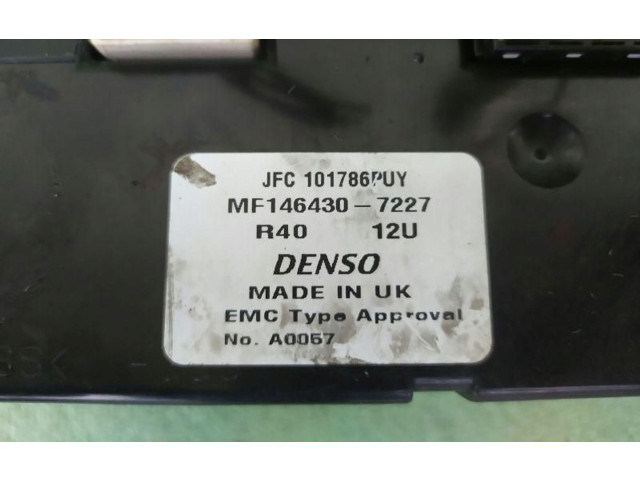 JFC 101786PUY
MF146430-7227
R40 12U
DENSO
MADE IN UK
EMC Type Approval
No. A0057